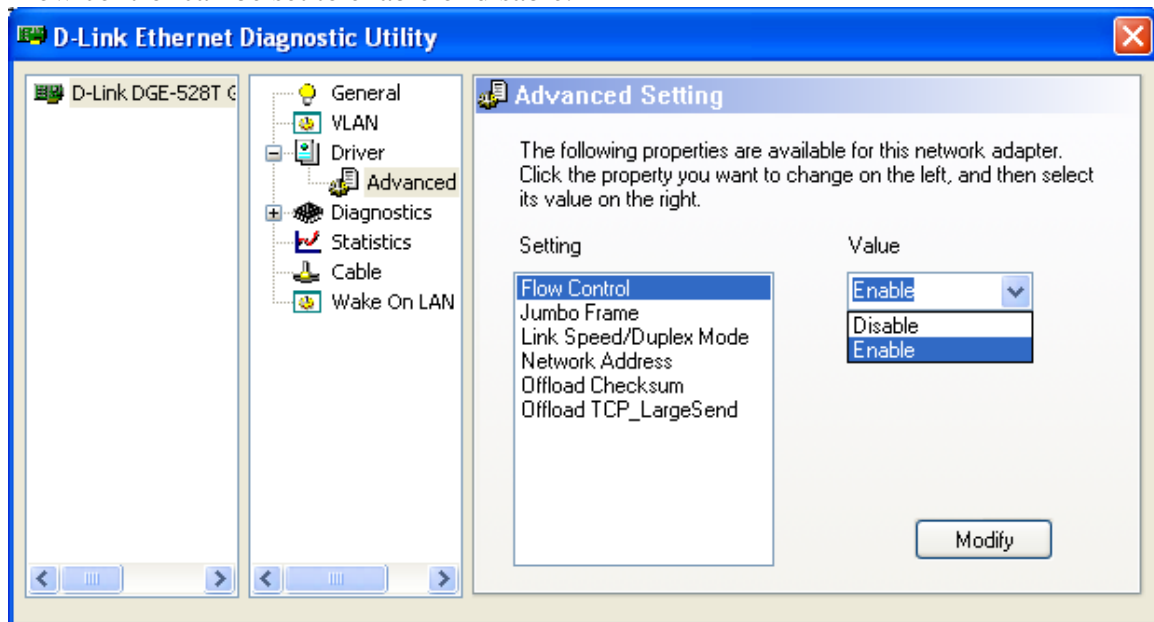 D-Link Ethernet Diagnostic Utility
D-Link DGE-528T G
General
VLAN
Driver
Advanced
Diagnostics
Statistics
Cable
Wake On LAN
Advanced Setting
The following properties are available for this network adapter.
Click the property you want to change on the left, and then select
its value on the right.
Setting
Value
Flow Control
Jumbo Frame
Link Speed/Duplex Mode
Network Address
Offload Checksum
Offload TCP_LargeSend
Enable
Disable
Enable
Modify